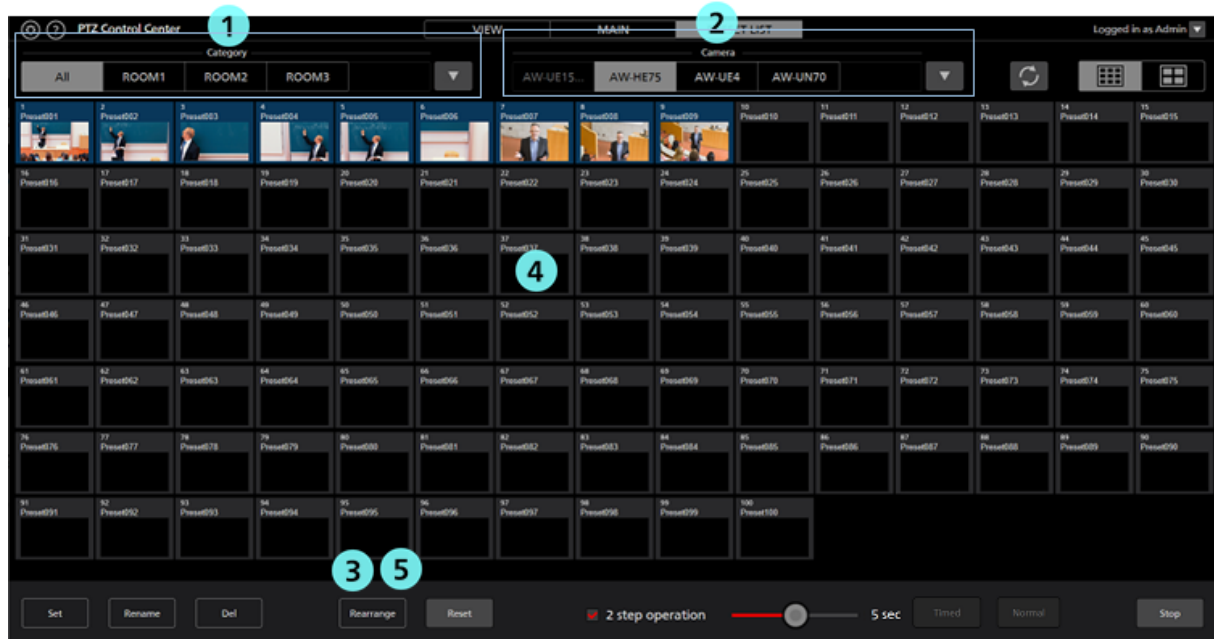 PTZ Control Center 1 VIEW MAIN 2 LIST Logged in as Admin
Category Camera
All ROOM1 ROOM2 ROOM3 AW-UE15... AW-HE75 AW-UE4 AW-UN70
1 2 3 4 5 6 7 8 9 10 11 12 13 14 15
Preset001 Preset002 Preset003 Preset004 Preset005 Preset006 Preset007 Preset008 Preset009 Preset010 Preset011 Preset012 Preset013 Preset014 Preset015
16 17 18 19 20 21 22 23 24 25 26 27 28 29 30
Preset016 Preset017 Preset018 Preset019 Preset020 Preset021 Preset022 Preset023 Preset024 Preset025 Preset026 Preset027 Preset028 Preset029 Preset030
31 32 33 34 35 36 37 38 39 40 41 42 43 44 45
Preset031 Preset032 Preset033 Preset034 Preset035 Preset036 Preset037 Preset038 Preset039 Preset040 Preset041 Preset042 Preset043 Preset044 Preset045
4
46 47 48 49 50 51 52 53 54 55 56 57 58 59 60
Preset046 Preset047 Preset048 Preset049 Preset050 Preset051 Preset052 Preset053 Preset054 Preset055 Preset056 Preset057 Preset058 Preset059 Preset060
61 62 63 64 65 66 67 68 69 70 71 72 73 74 75
Preset061 Preset062 Preset063 Preset064 Preset065 Preset066 Preset067 Preset068 Preset069 Preset070 Preset071 Preset072 Preset073 Preset074 Preset075
76 77 78 79 80 81 82 83 84 85 86 87 88 89 90
Preset076 Preset077 Preset078 Preset079 Preset080 Preset081 Preset082 Preset083 Preset084 Preset085 Preset086 Preset087 Preset088 Preset089 Preset090
91 92 93 94 95 96 97 98 99 100
Preset091 Preset092 Preset093 Preset094 Preset095 Preset096 Preset097 Preset098 Preset099 Preset100
3 5
Set Rename Del Rearrange Reset 2 step operation 5 sec Timed Normal Stop